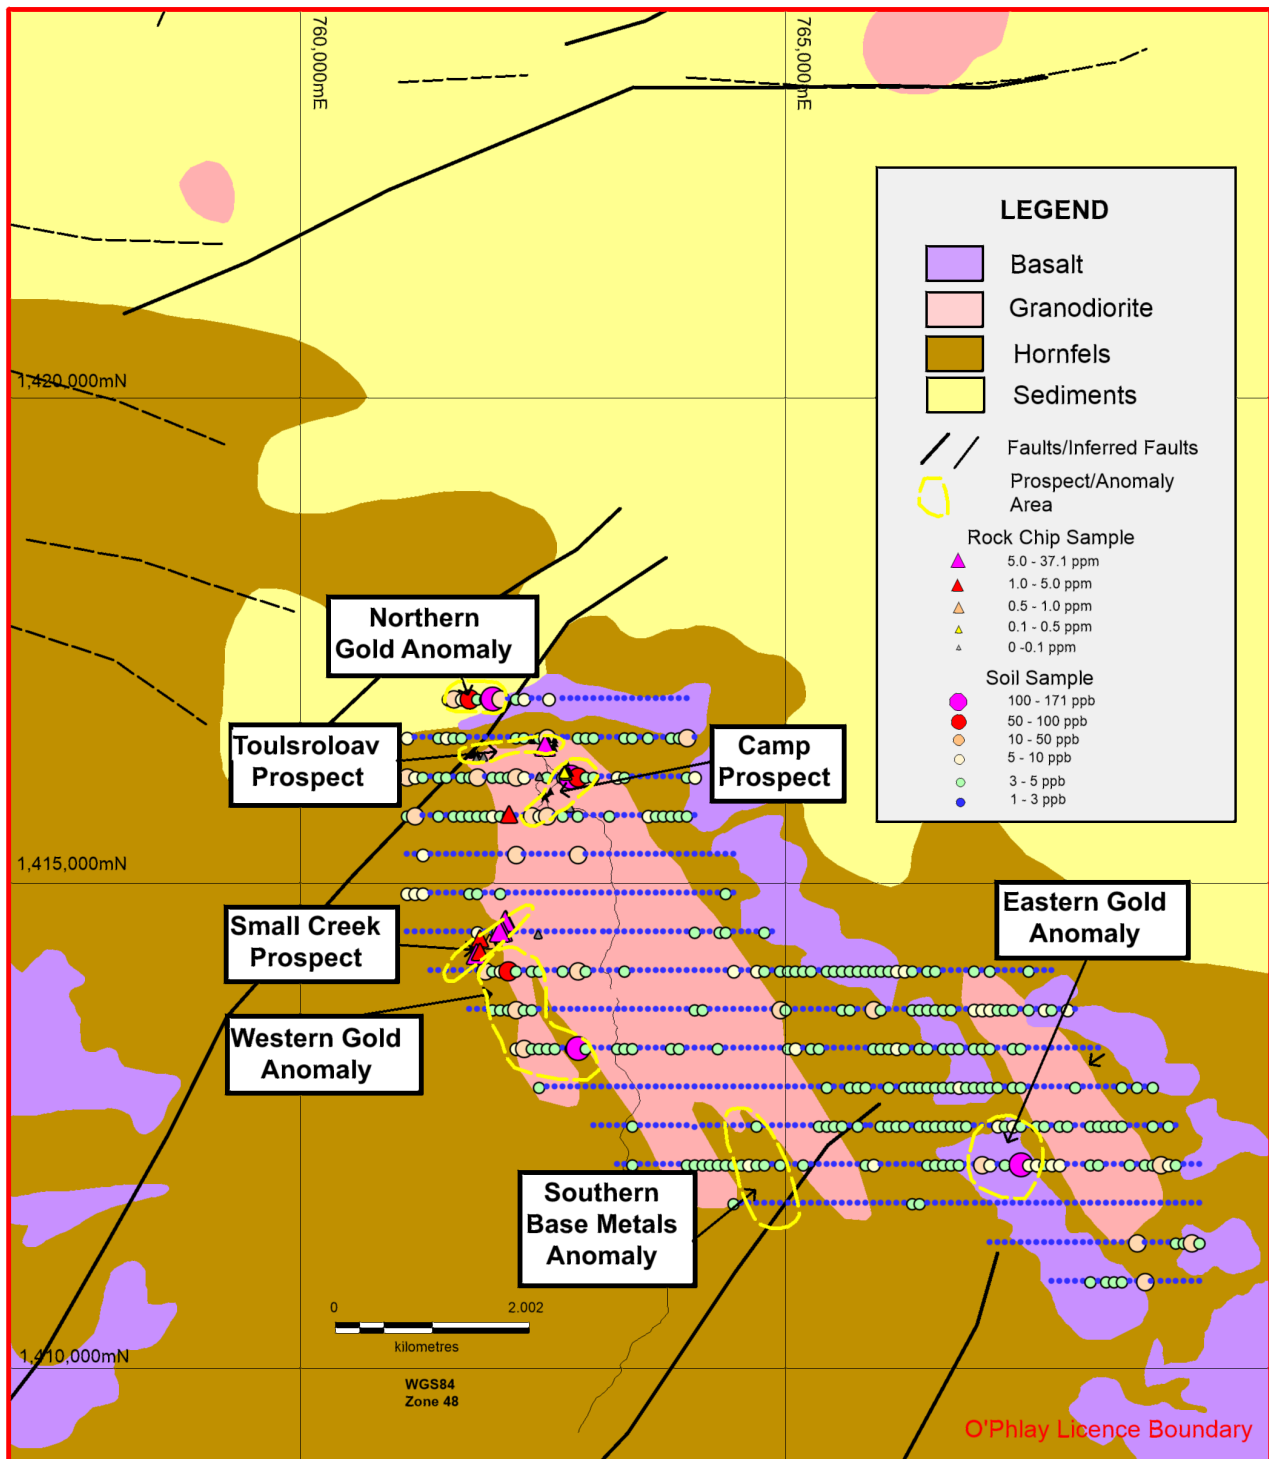 760,000mE
765,000mE
LEGEND
Basalt
Granodiorite
Hornfels
Sediments
Faults/Inferred Faults
Prospect/Anomaly
Area
Rock Chip Sample
5.0 - 37.1 ppm
1.0 - 5.0 ppm
0.5 - 1.0 ppm
0.1 - 0.5 ppm
0 -0.1 ppm
Soil Sample
100 - 171 ppb
50 - 100 ppb
10 - 50 ppb
5 - 10 ppb
3 - 5 ppb
1 - 3 ppb
1,420,000mN
Northern
Gold Anomaly
Toulsroloav
Prospect
Camp
Prospect
1,415,000mN
Small Creek
Prospect
Eastern Gold
Anomaly
Western Gold
Anomaly
Southern
Base Metals
Anomaly
0
2.002
kilometres
1,410,000mN
WGS84
Zone 48
O'Phlay Licence Boundary